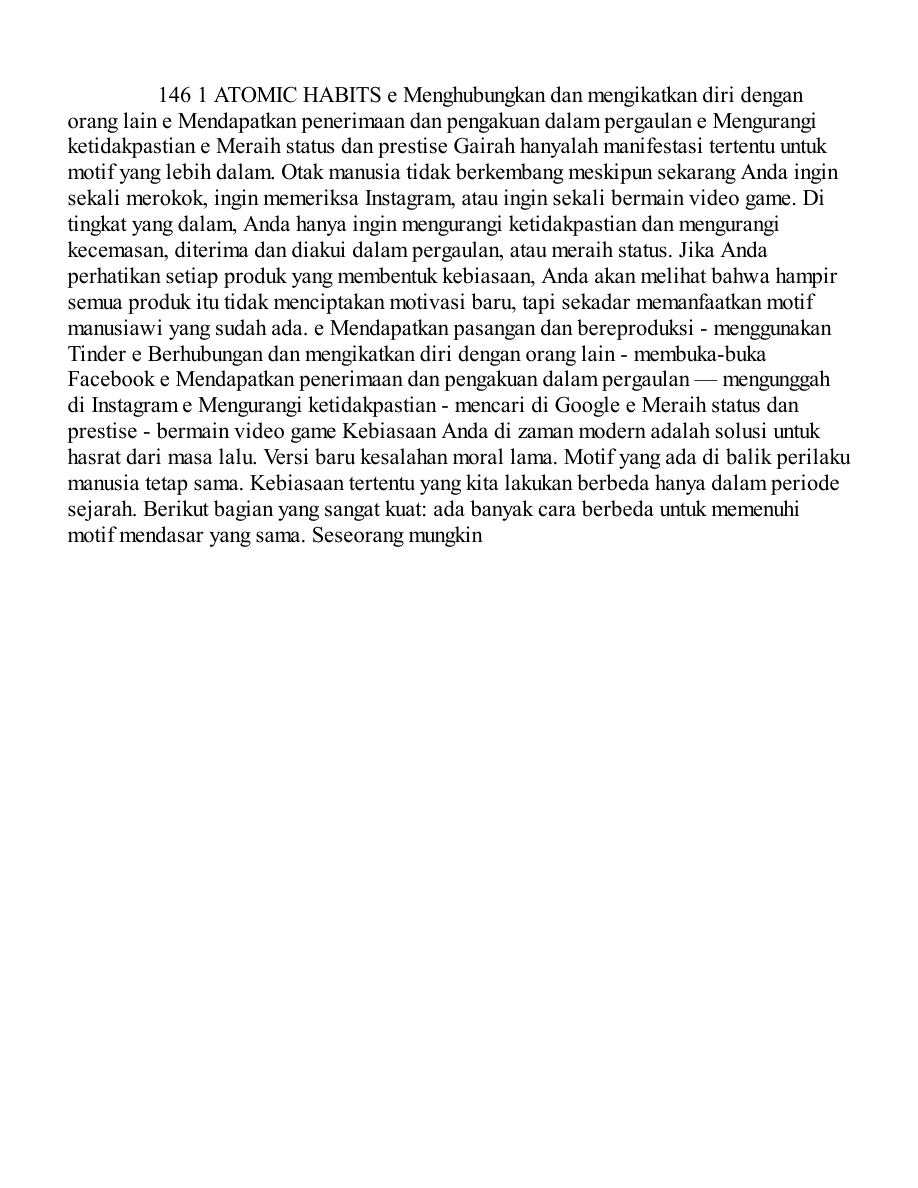 146 1 ATOMIC HABITS e Menghubungkan dan mengikatkan diri dengan
orang lain e Mendapatkan penerimaan dan pengakuan dalam pergaulan e Mengurangi
ketidakpastian e Meraih status dan prestise Gairah hanyalah manifestasi tertentu untuk
motif yang lebih dalam. Otak manusia tidak berkembang meskipun sekarang Anda ingin
sekali merokok, ingin memeriksa Instagram, atau ingin sekali bermain video game. Di
tingkat yang dalam, Anda hanya ingin mengurangi ketidakpastian dan mengurangi
kecemasan, diterima dan diakui dalam pergaulan, atau meraih status. Jika Anda
perhatikan setiap produk yang membentuk kebiasaan, Anda akan melihat bahwa hampir
semua produk itu tidak menciptakan motivasi baru, tapi sekadar memanfaatkan motif
manusiawi yang sudah ada. e Mendapatkan pasangan dan bereproduksi - menggunakan
Tinder e Berhubungan dan mengikatkan diri dengan orang lain - membuka-buka
Facebook e Mendapatkan penerimaan dan pengakuan dalam pergaulan — mengunggah
di Instagram e Mengurangi ketidakpastian - mencari di Google e Meraih status dan
prestise - bermain video game Kebiasaan Anda di zaman modern adalah solusi untuk
hasrat dari masa lalu. Versi baru kesalahan moral lama. Motif yang ada di balik perilaku
manusia tetap sama. Kebiasaan tertentu yang kita lakukan berbeda hanya dalam periode
sejarah. Berikut bagian yang sangat kuat: ada banyak cara berbeda untuk memenuhi
motif mendasar yang sama. Seseorang mungkin